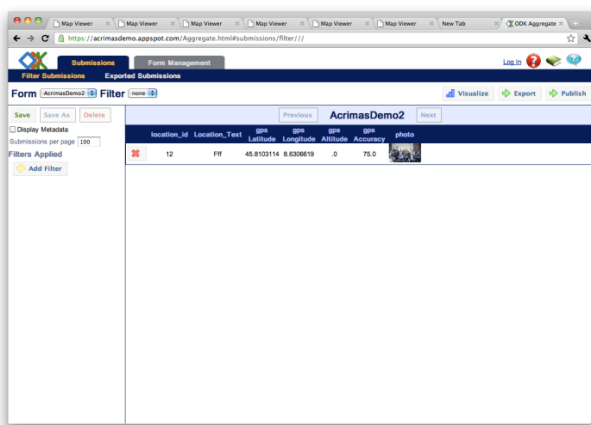 Map Viewer Map Viewer Map Viewer Map Viewer Map Viewer Map Viewer New Tab ODK Aggregate
https://acrimasdemo.appspot.com/Aggregate.html#submissions/filter///
Submissions Form Management Log In
Filter Submissions Exported Submissions
Form AcrimasDemo2 Filter none Visualize Export Publish
Save Save As Delete Previous AcrimasDemo2 Next
Display Metadata
Submissions per page 100
Filters Applied
Add Filter
location_id Location_Text gps Latitude gps Longitude gps Altitude gps Accuracy photo
12 Fff 45.8103114 8.6306619 .0 75.0